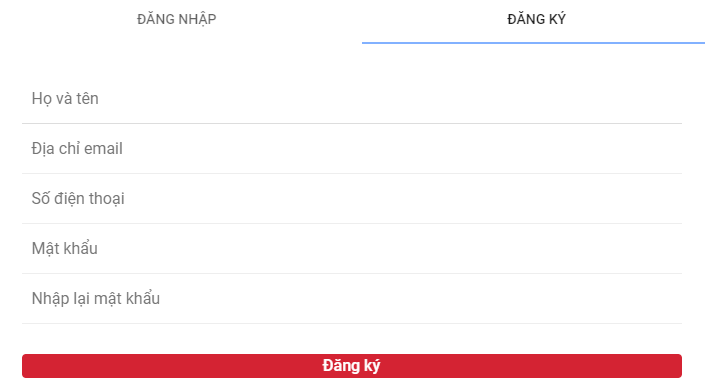 ĐĂNG NHẬP
ĐĂNG KÝ
Họ và tên
Địa chỉ email
Số điện thoại
Mật khẩu
Nhập lại mật khẩu
Đăng ký